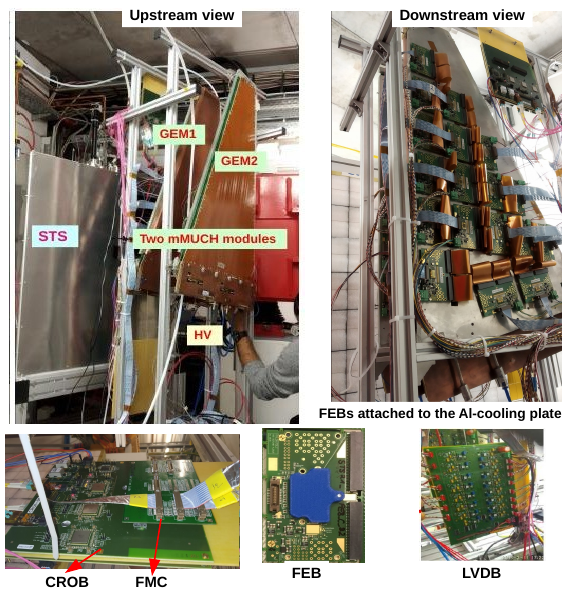 Upstream view
Downstream view
GEM1
GEM2
STS
Two mMUCH modules
HV
FEBs attached to the Al-cooling plate
CROB
FMC
FEB
LVDB